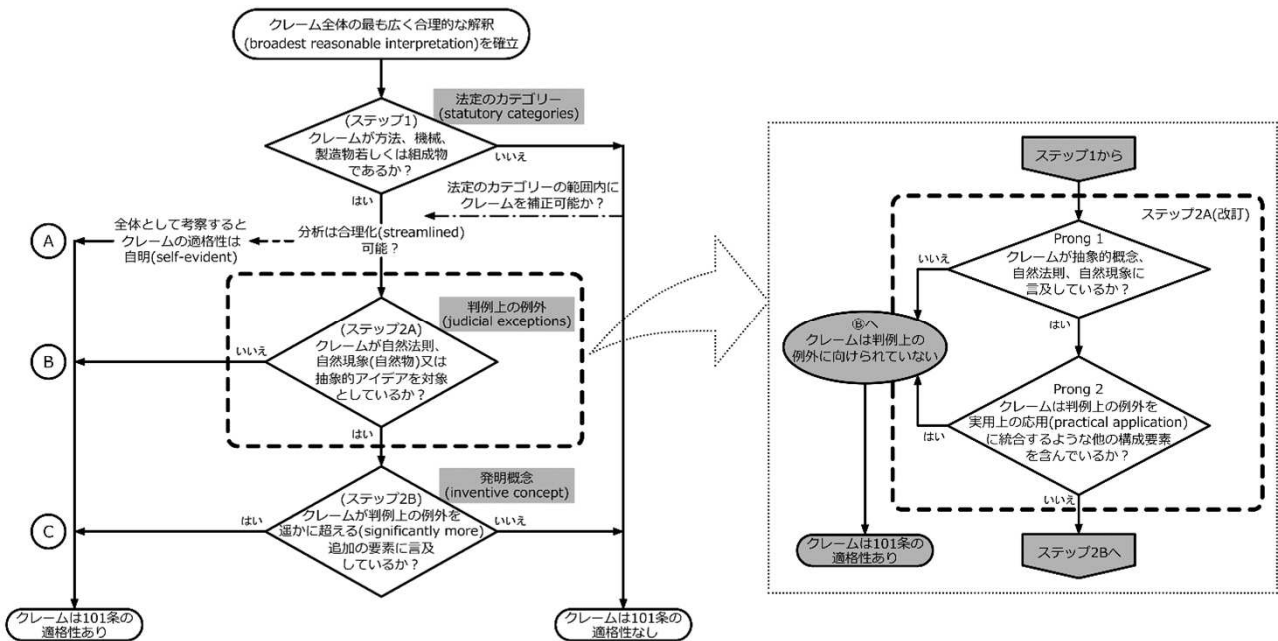 クレーム全体の最も広く合理的な解釈
(broadest reasonable interpretation)を確立
法定のカテゴリー
(statutory categories)
(ステップ1)
クレームが方法、機械、
製造物若しくは組成物
であるか？
いいえ
はい
法定のカテゴリーの範囲内に
クレームを補正可能か？
A
全体として考察すると
クレームの適格性は
自明(self-evident)
分析は合理化(streamlined)
可能？
判例上の例外
(judicial exceptions)
(ステップ2A)
クレームが自然法則、
自然現象(自然物)又は
抽象的アイデアを対象
としているか？
いいえ
B
はい
発明概念
(inventive concept)
(ステップ2B)
クレームが判例上の例外を
遥かに超える(significantly more)
追加の要素に言及
しているか？
はい
いいえ
C
クレームは101条の
適格性あり
クレームは101条の
適格性なし
ステップ1から
ステップ2A(改訂)
Prong 1
クレームが抽象的概念、
自然法則、自然現象に
言及しているか？
いいえ
はい
Ⓑへ
クレームは判例上の
例外に向けられていない
Prong 2
クレームは判例上の例外を
実用上の応用(practical application)
に統合するような他の構成要素
を含んでいるか？
はい
いいえ
クレームは101条の
適格性あり
ステップ2Bへ